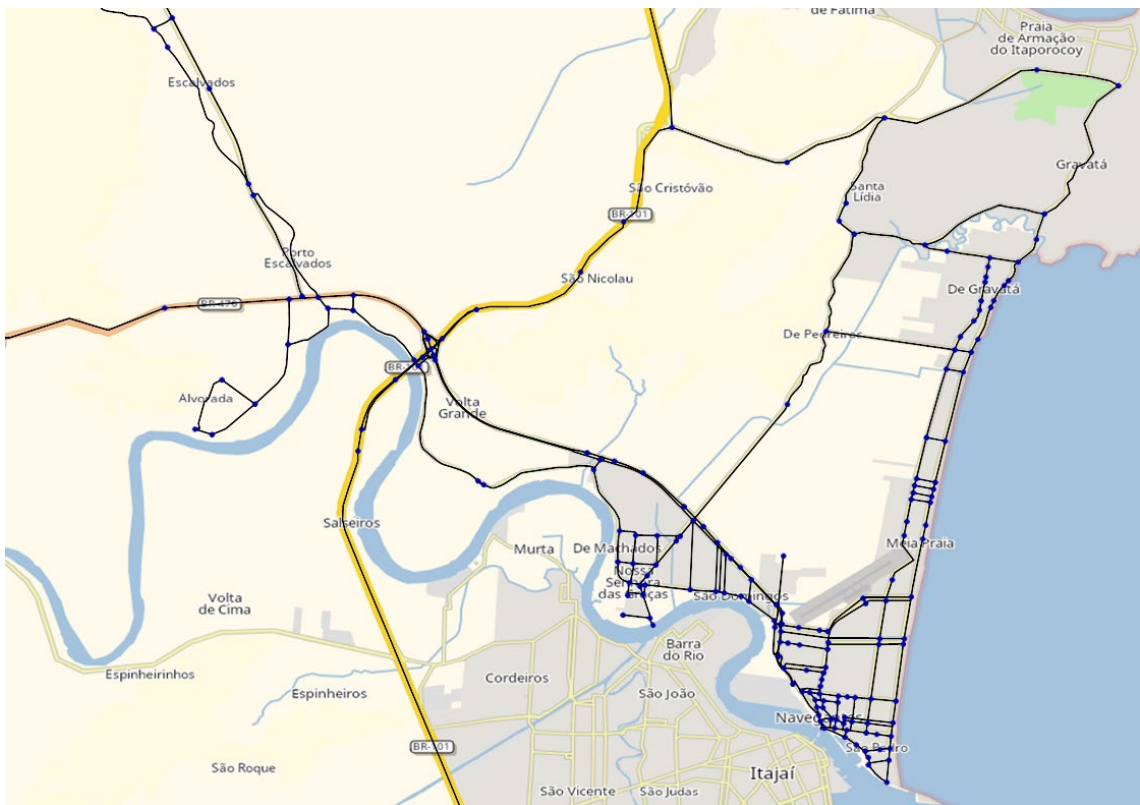 de Fátima
Praia
de Armação
do Itaporocoy
Escalvados
Gravatá
São Cristóvão
Santa
Lídia
BR-101
Porto
Escalvados
São Nicolau
De Gravatá
BR-470
De Pedreiros
Alvorada
Volta
Grande
Salseiros
Murta
De Machados
Nossa
Senhora
das Graças
Meia Praia
São Domingos
Volta
de Cima
Barra
do Rio
Espinheirinhos
Espinheiros
Cordeiros
São João
São Pedro
BR-101
São Roque
Itajaí
São Vicente
São Judas